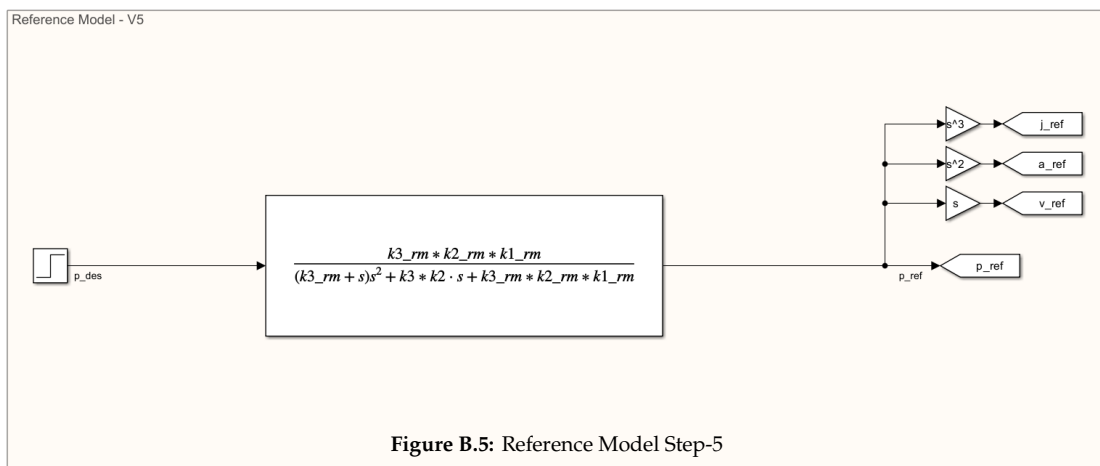 Reference Model - V5
s^3
j_ref
s^2
a_ref
s
v_ref
k3_rm ∗ k2_rm ∗ k1_rm
(k3_rm + s)s² + k3 ∗ k2 · s + k3_rm ∗ k2_rm ∗ k1_rm
p_des
p_ref
p_ref
Figure B.5: Reference Model Step-5